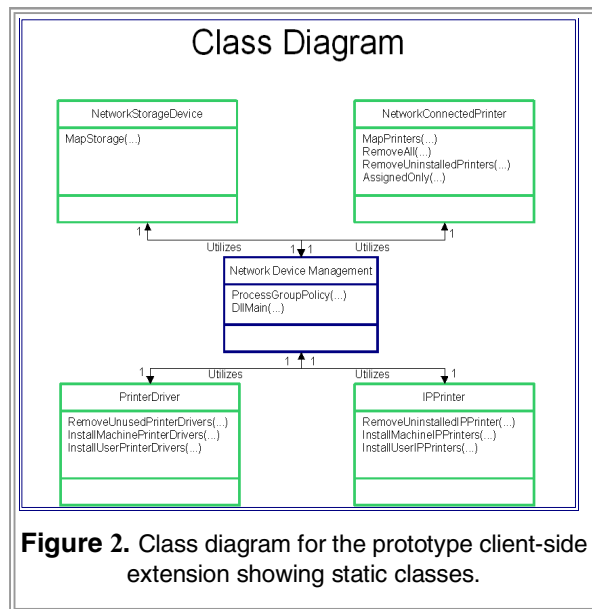 Class Diagram
NetworkStorageDevice
MapStorage(...)
NetworkConnectedPrinter
MapPrinters(...)
RemoveAll(...)
RemoveUninstalledPrinters(...)
AssignedOnly(...)
1
Utilizes
1
1
Utilizes
1
Network Device Management
ProcessGroupPolicy(...)
DllMain(...)
1
Utilizes
1
1
Utilizes
1
PrinterDriver
RemoveUnusedPrinterDrivers(...)
InstallMachinePrinterDrivers(...)
InstallUserPrinterDrivers(...)
IPPrinter
RemoveUninstalledIPPrinter(...)
InstallMachineIPPrinters(...)
InstallUserIPPrinters(...)
Figure 2. Class diagram for the prototype client-side
extension showing static classes.